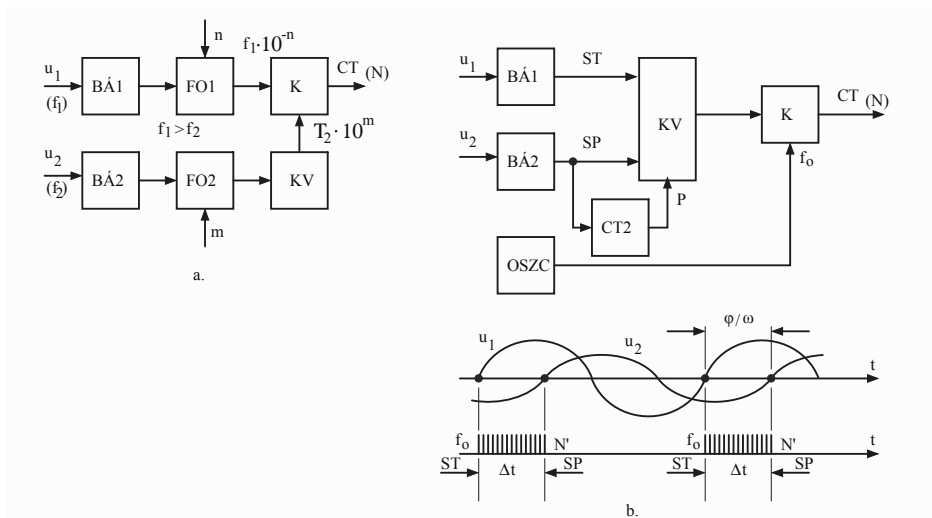 n
f₁·10⁻ⁿ
u₁
(f₁)
BÁ1
FO1
K
CT (N)
f₁>f₂
T₂·10ᵐ
u₂
(f₂)
BÁ2
FO2
KV
m
a.
u₁
BÁ1
ST
KV
K
CT (N)
u₂
BÁ2
SP
fₒ
P
CT2
OSZC
φ/ω
u₁
u₂
t
fₒ
N'
fₒ
N'
t
ST
Δt
SP
ST
Δt
SP
b.